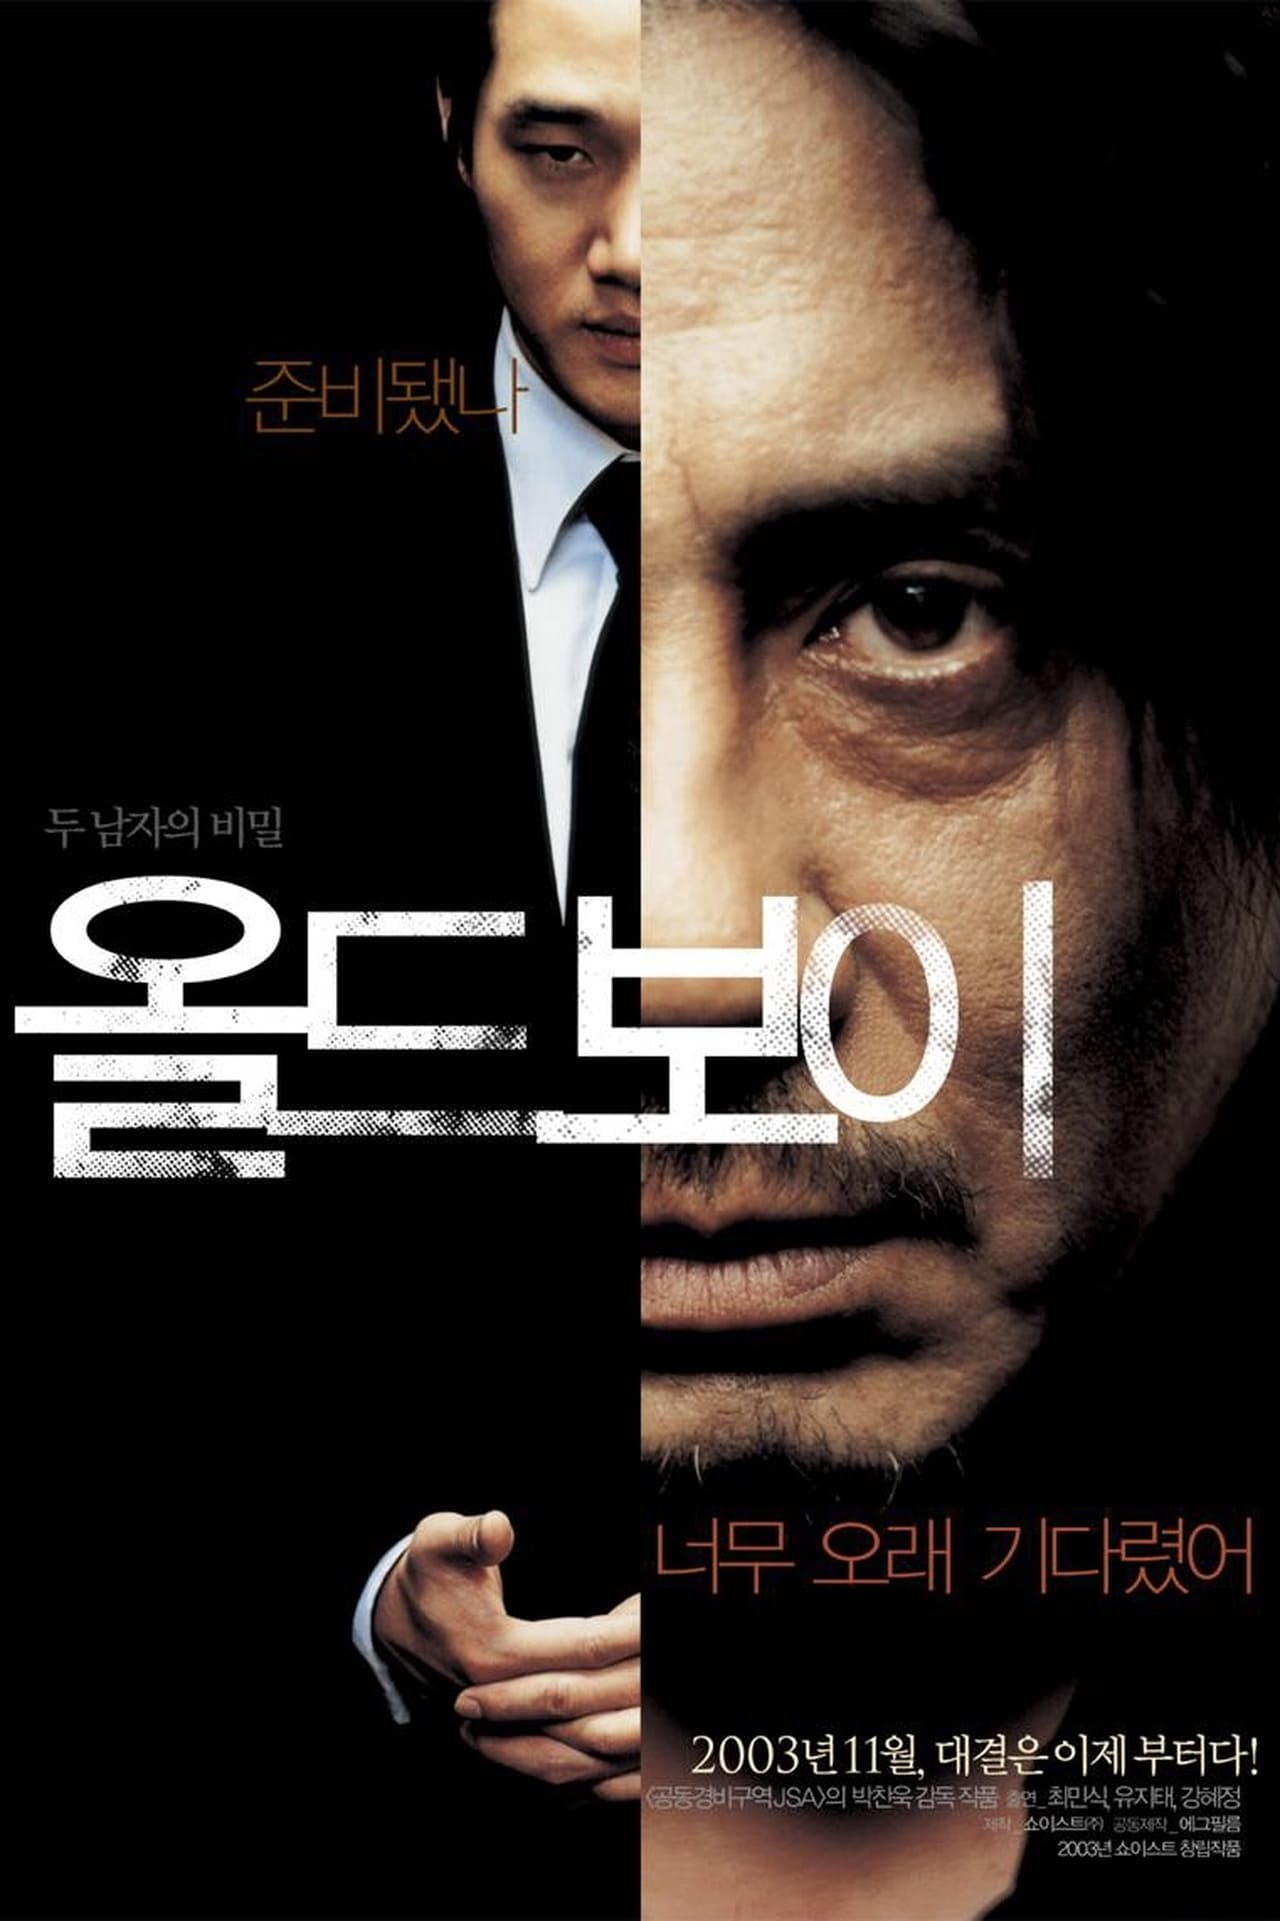 준비됐나
두 남자의 비밀
올드보이
너무 오래 기다렸어
2003년 11월, 대결은 이제 부터다!
<공동경비구역JSA>의 박찬욱 감독 작품 출연_최민식, 유지태, 강혜정
제작_쇼이스트(주) 공동제작_에그필름
2003년 쇼이스트 창립작품